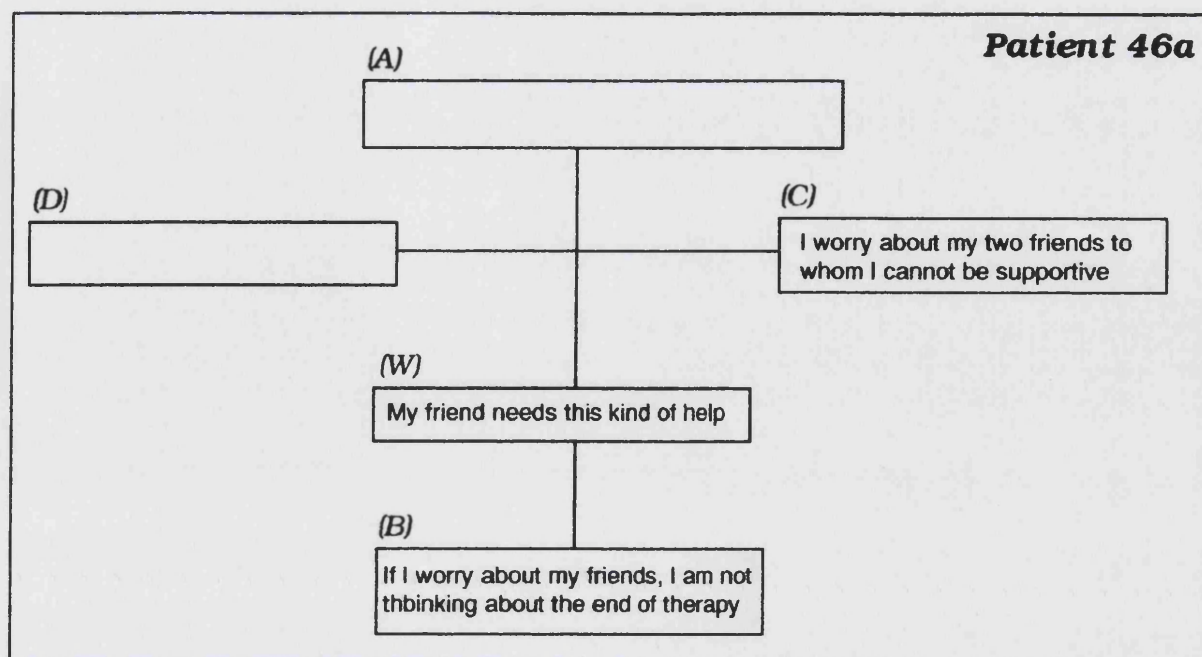 Patient 46a
(A)
(D)
(C)
I worry about my two friends to
whom I cannot be supportive
(W)
My friend needs this kind of help
(B)
If I worry about my friends, I am not
thbinking about the end of therapy